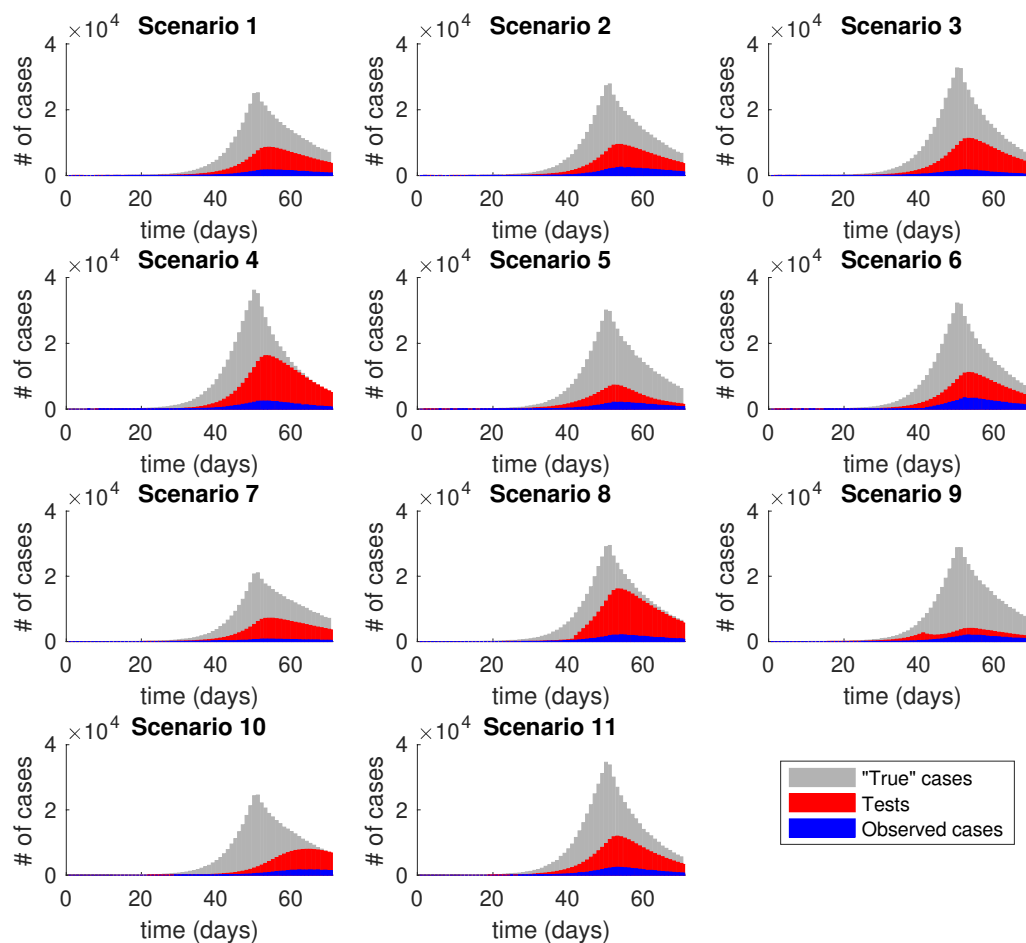 ×10^4 Scenario 1
4
2
0
# of cases
0 20 40 60
time (days)
×10^4 Scenario 2
4
2
0
# of cases
0 20 40 60
time (days)
×10^4 Scenario 3
4
2
0
# of cases
0 20 40 60
time (days)
×10^4 Scenario 4
4
2
0
# of cases
0 20 40 60
time (days)
×10^4 Scenario 5
4
2
0
# of cases
0 20 40 60
time (days)
×10^4 Scenario 6
4
2
0
# of cases
0 20 40 60
time (days)
×10^4 Scenario 7
4
2
0
# of cases
0 20 40 60
time (days)
×10^4 Scenario 8
4
2
0
# of cases
0 20 40 60
time (days)
×10^4 Scenario 9
4
2
0
# of cases
0 20 40 60
time (days)
×10^4 Scenario 10
4
2
0
# of cases
0 20 40 60
time (days)
×10^4 Scenario 11
4
2
0
# of cases
0 20 40 60
time (days)
"True" cases
Tests
Observed cases